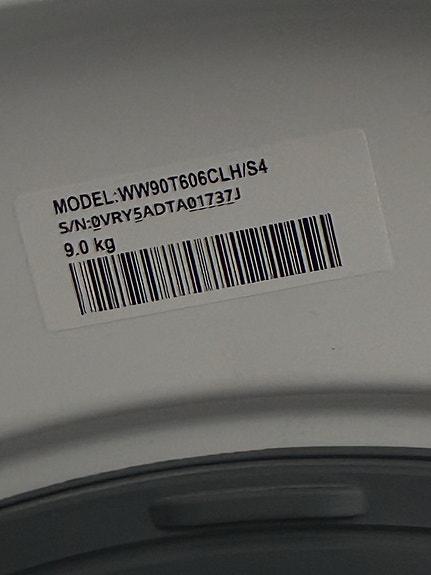 MODEL:WW90T606CLH/S4
S/N:0VRY5ADTA01737J
9.0 kg